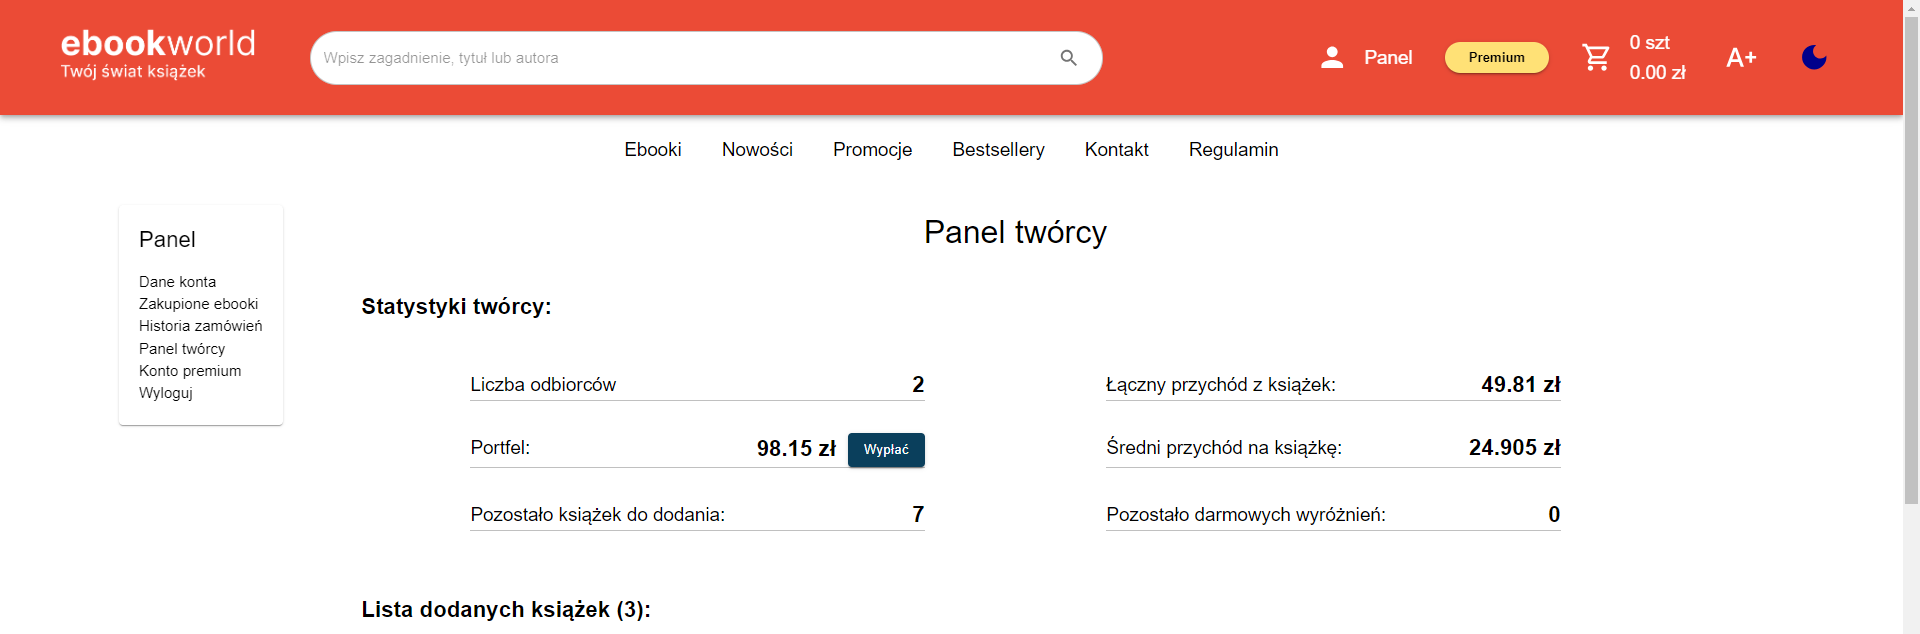 ebookworld
Twój świat książek
Wpisz zagadnienie, tytuł lub autora
Panel
Premium
0 szt
0.00 zł
A+
Ebooki Nowości Promocje Bestsellery Kontakt Regulamin
Panel
Dane konta
Zakupione ebooki
Historia zamówień
Panel twórcy
Konto premium
Wyloguj
Panel twórcy
Statystyki twórcy:
Liczba odbiorców 2
Łączny przychód z książek: 49.81 zł
Portfel: 98.15 zł Wypłać
Średni przychód na książkę: 24.905 zł
Pozostało książek do dodania: 7
Pozostało darmowych wyróżnień: 0
Lista dodanych książek (3):